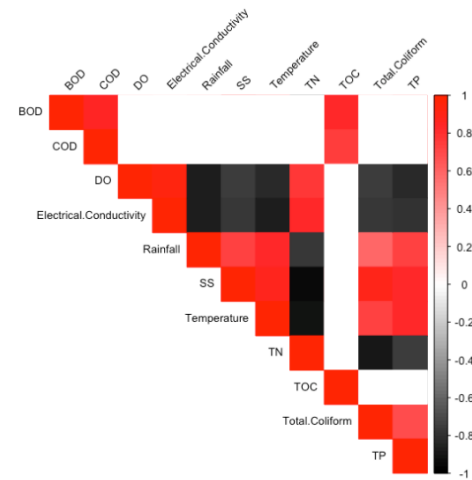 BOD
COD
DO
Electrical.Conductivity
Rainfall
SS
Temperature
TN
TOC
Total.Coliform
TP
BOD
COD
DO
Electrical.Conductivity
Rainfall
SS
Temperature
TN
TOC
Total.Coliform
TP
1
0.8
0.6
0.4
0.2
0
-0.2
-0.4
-0.6
-0.8
-1